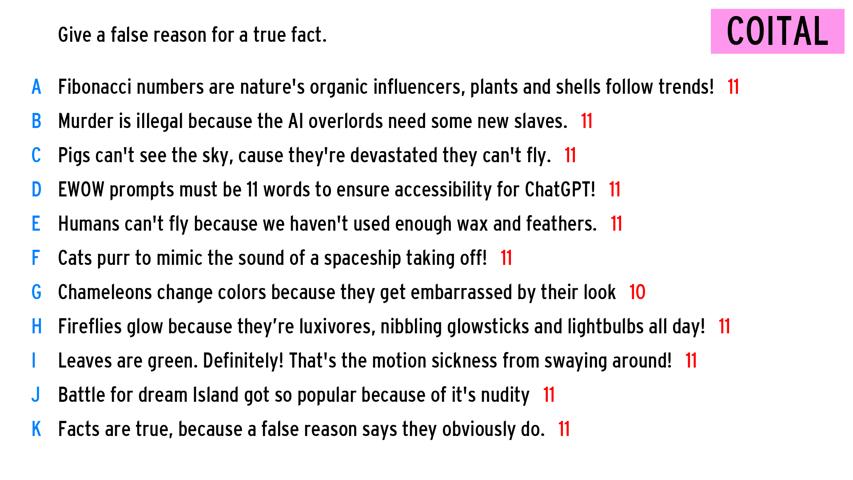 Give a false reason for a true fact.
COITAL
A Fibonacci numbers are nature's organic influencers, plants and shells follow trends! 11
B Murder is illegal because the AI overlords need some new slaves. 11
C Pigs can't see the sky, cause they're devastated they can't fly. 11
D EWOW prompts must be 11 words to ensure accessibility for ChatGPT! 11
E Humans can't fly because we haven't used enough wax and feathers. 11
F Cats purr to mimic the sound of a spaceship taking off! 11
G Chameleons change colors because they get embarrassed by their look 10
H Fireflies glow because they’re luxivores, nibbling glowsticks and lightbulbs all day! 11
I Leaves are green. Definitely! That's the motion sickness from swaying around! 11
J Battle for dream Island got so popular because of it's nudity 11
K Facts are true, because a false reason says they obviously do. 11